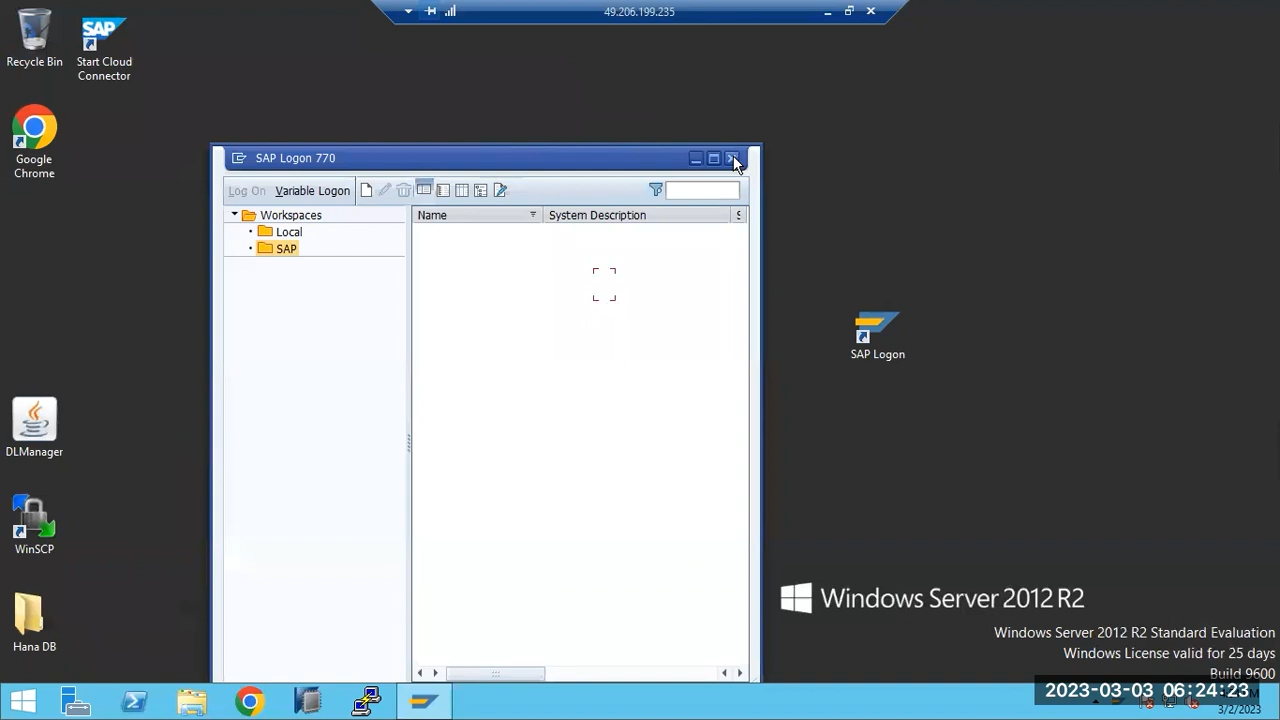 49.206.199.235
Recycle Bin
SAP
Start Cloud
Connector
Google
Chrome
SAP Logon 770
Log On Variable Logon
Workspaces
Name System Description S
Local
SAP
SAP Logon
DLManager
WinSCP
Hana DB
Windows Server 2012 R2
Windows Server 2012 R2 Standard Evaluation
Windows License valid for 25 days
Build 9600
2023-03-03 06:24:23
3/2/2023